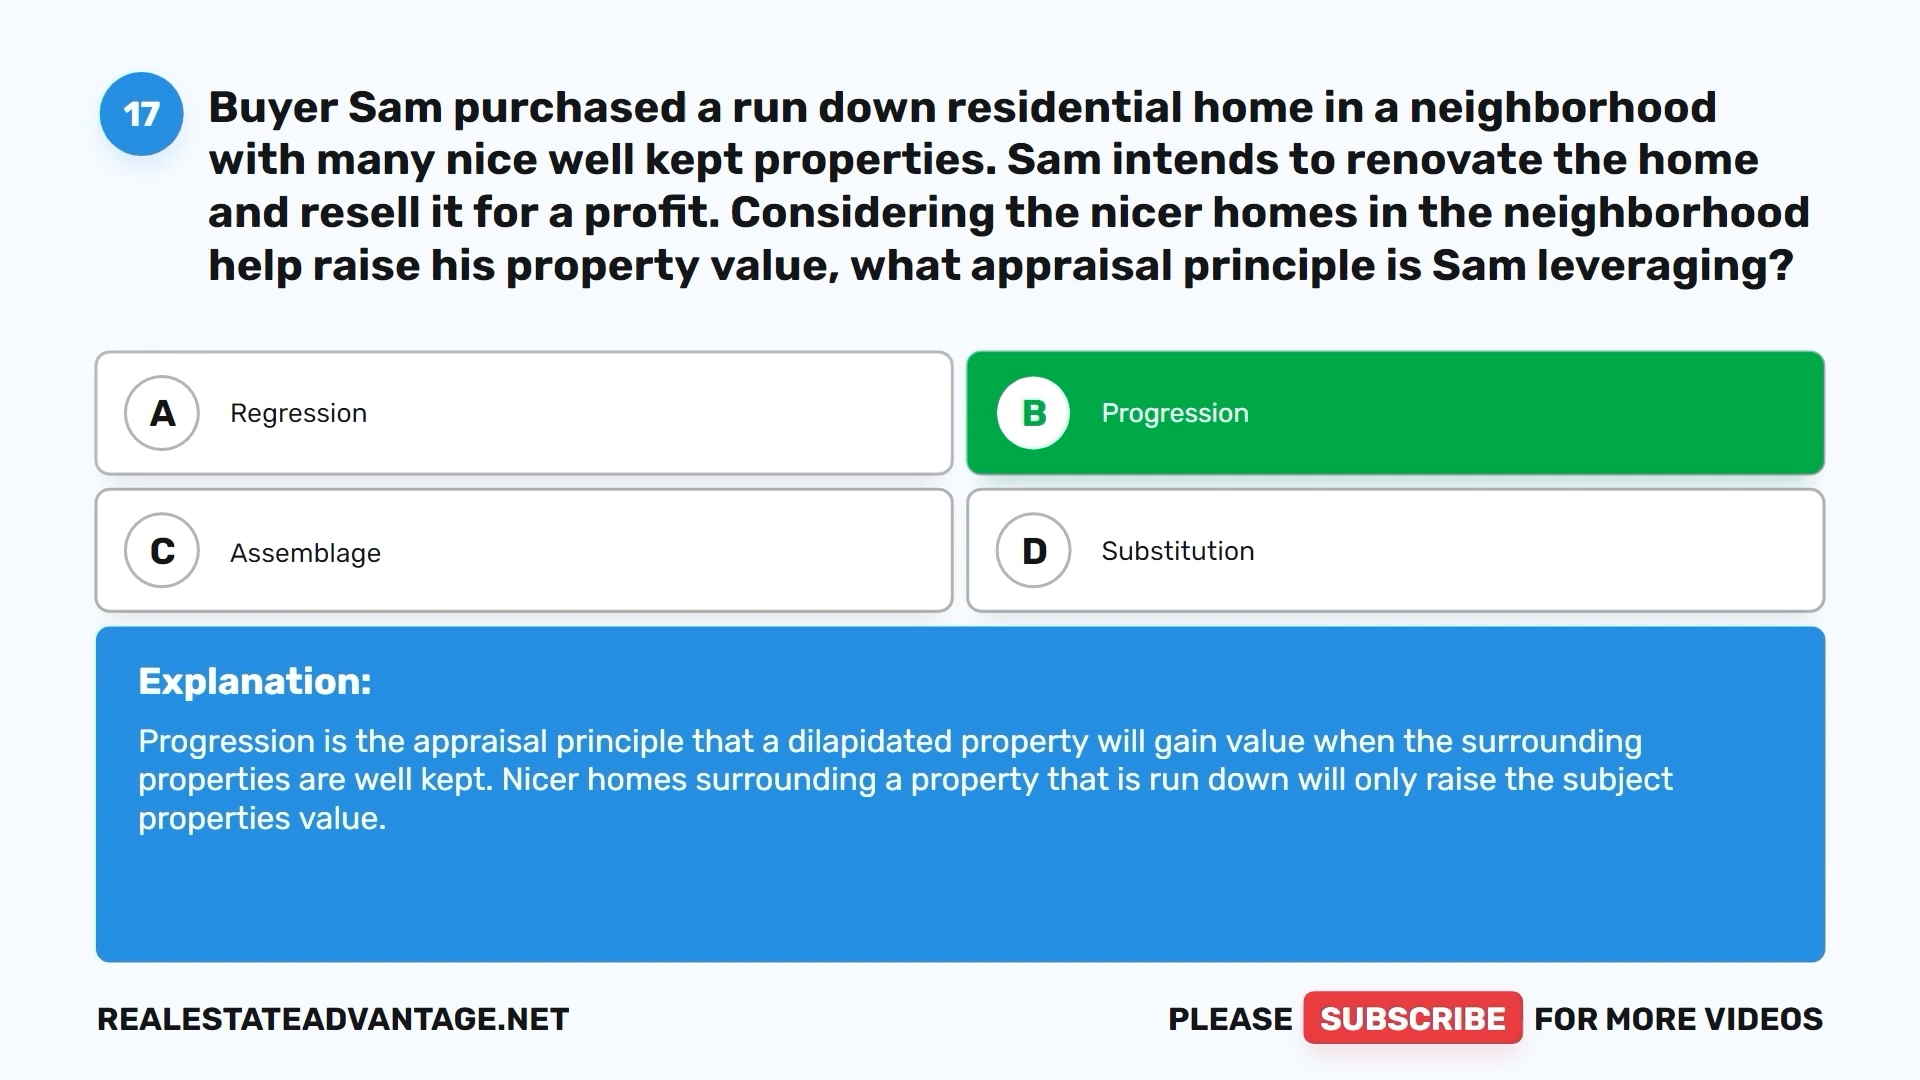 17
Buyer Sam purchased a run down residential home in a neighborhood
with many nice well kept properties. Sam intends to renovate the home
and resell it for a profit. Considering the nicer homes in the neighborhood
help raise his property value, what appraisal principle is Sam leveraging?
A Regression
B Progression
C Assemblage
D Substitution
Explanation:
Progression is the appraisal principle that a dilapidated property will gain value when the surrounding
properties are well kept. Nicer homes surrounding a property that is run down will only raise the subject
properties value.
REALESTATEADVANTAGE.NET
PLEASE SUBSCRIBE FOR MORE VIDEOS